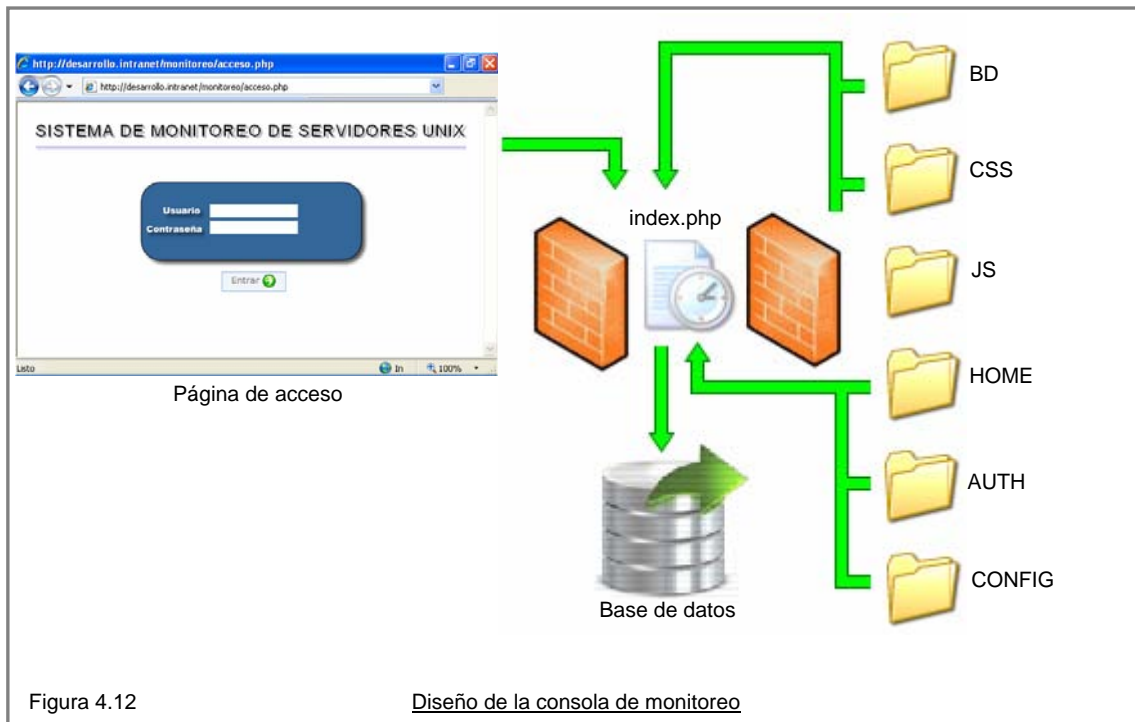 http://desarrollo.intranet/monitoreo/acceso.php
http://desarrollo.intranet/monitoreo/acceso.php
SISTEMA DE MONITOREO DE SERVIDORES UNIX
Usuario
Contraseña
Entrar
Listo
In
100%
Página de acceso
index.php
Base de datos
BD
CSS
JS
HOME
AUTH
CONFIG
Figura 4.12
Diseño de la consola de monitoreo